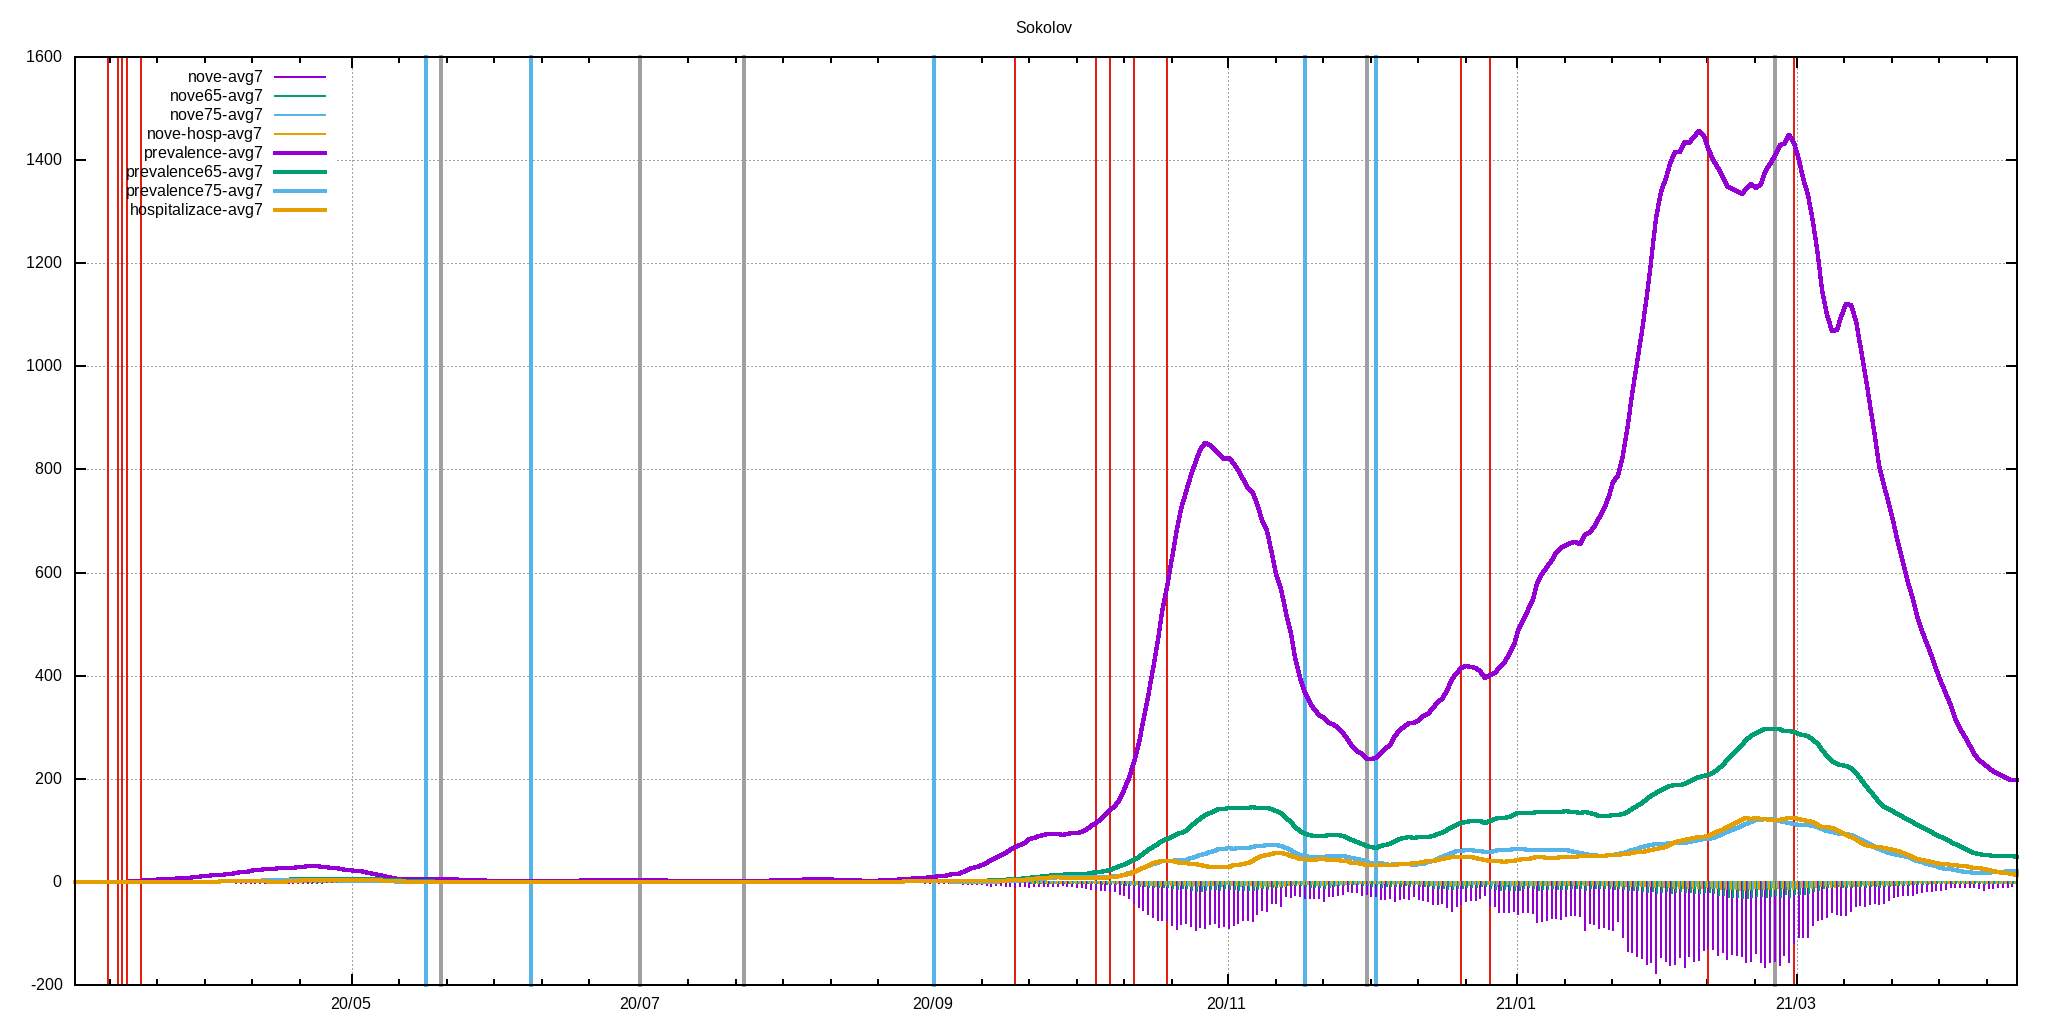 Sokolov
1600
1400
1200
1000
800
600
400
200
0
-200
nove-avg7
nove65-avg7
nove75-avg7
nove-hosp-avg7
prevalence-avg7
prevalence65-avg7
prevalence75-avg7
hospitalizace-avg7
20/05
20/07
20/09
20/11
21/01
21/03